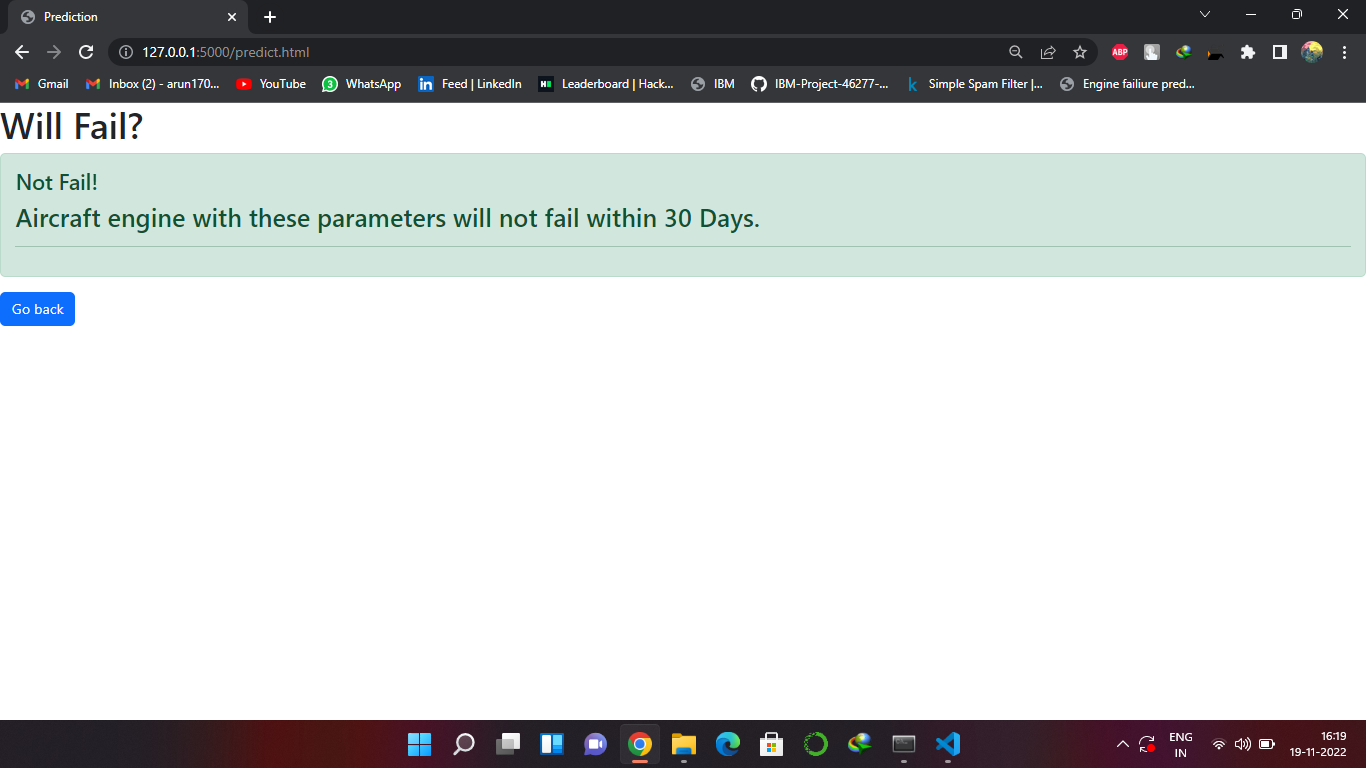 Prediction
127.0.0.1:5000/predict.html
ABP
Gmail
Inbox (2) - arun170...
YouTube
3 WhatsApp
in Feed | LinkedIn
Leaderboard | Hack...
IBM
IBM-Project-46277-...
k Simple Spam Filter |...
Engine failiure pred...
Will Fail?
Not Fail!
Aircraft engine with these parameters will not fail within 30 Days.
Go back
ENG
IN
16:19
19-11-2022